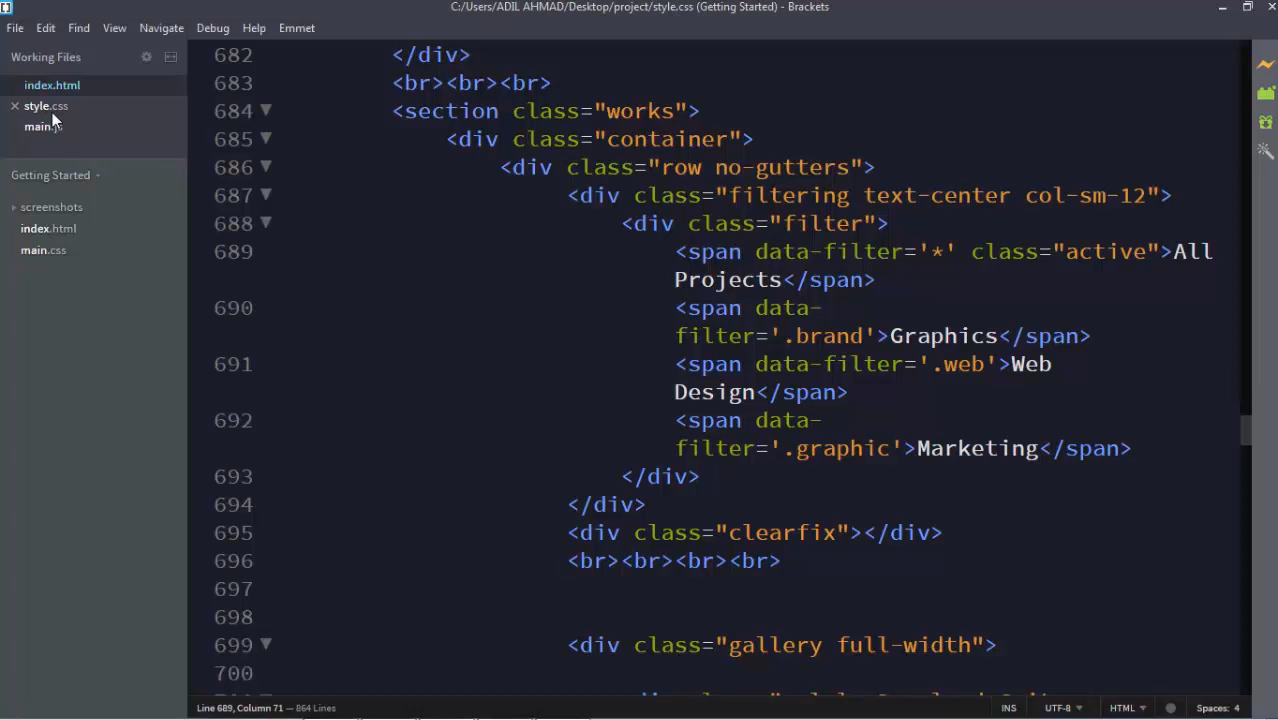 C:/Users/ADIL AHMAD/Desktop/project/style.css (Getting Started) - Brackets
File Edit Find View Navigate Debug Help Emmet
Working Files
index.html
style.css
main.
Getting Started
screenshots
index.html
main.css
682 </div>
683 <br><br><br>
684 <section class="works">
685 <div class="container">
686 <div class="row no-gutters">
687 <div class="filtering text-center col-sm-12">
688 <div class="filter">
689 <span data-filter='*' class="active">All
Projects</span>
690 <span data-
filter='.brand'>Graphics</span>
691 <span data-filter='.web'>Web
Design</span>
692 <span data-
filter='.graphic'>Marketing</span>
693 </div>
694 </div>
695 <div class="clearfix"></div>
696 <br><br><br><br>
697
698
699 <div class="gallery full-width">
700
Line 689, Column 71 — 864 Lines
INS UTF-8 HTML Spaces: 4